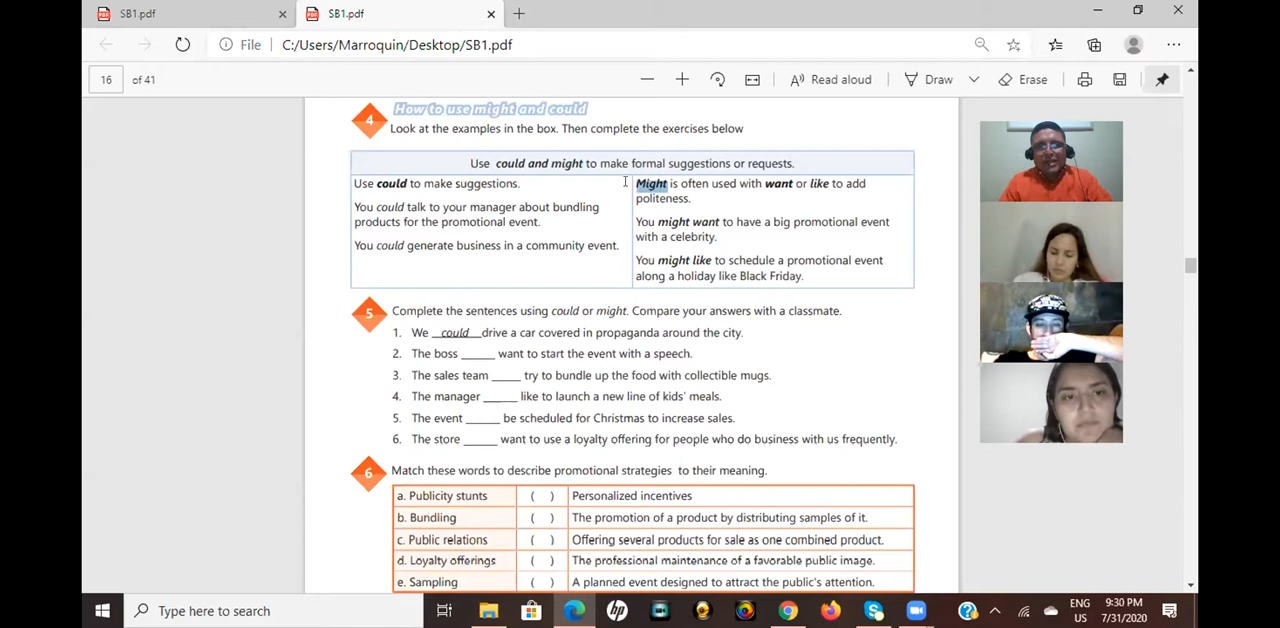 SB1.pdf
SB1.pdf
File
C:/Users/Marroquin/Desktop/SB1.pdf
16
of 41
Read aloud
Draw
Erase
4
How to use might and could
Look at the examples in the box. Then complete the exercises below
Use could and might to make formal suggestions or requests.
Use could to make suggestions.
You could talk to your manager about bundling
products for the promotional event.
You could generate business in a community event.
Might is often used with want or like to add
politeness.
You might want to have a big promotional event
with a celebrity.
You might like to schedule a promotional event
along a holiday like Black Friday.
5
Complete the sentences using could or might. Compare your answers with a classmate.
1. We __could__drive a car covered in propaganda around the city.
2. The boss ______ want to start the event with a speech.
3. The sales team _____ try to bundle up the food with collectible mugs.
4. The manager ______ like to launch a new line of kids' meals.
5. The event ______ be scheduled for Christmas to increase sales.
6. The store ______ want to use a loyalty offering for people who do business with us frequently.
6
Match these words to describe promotional strategies to their meaning.
a. Publicity stunts ( ) Personalized incentives
b. Bundling ( ) The promotion of a product by distributing samples of it.
c. Public relations ( ) Offering several products for sale as one combined product.
d. Loyalty offerings ( ) The professional maintenance of a favorable public image.
e. Sampling ( ) A planned event designed to attract the public's attention.
Type here to search
hp
ENG
US
9:30 PM
7/31/2020